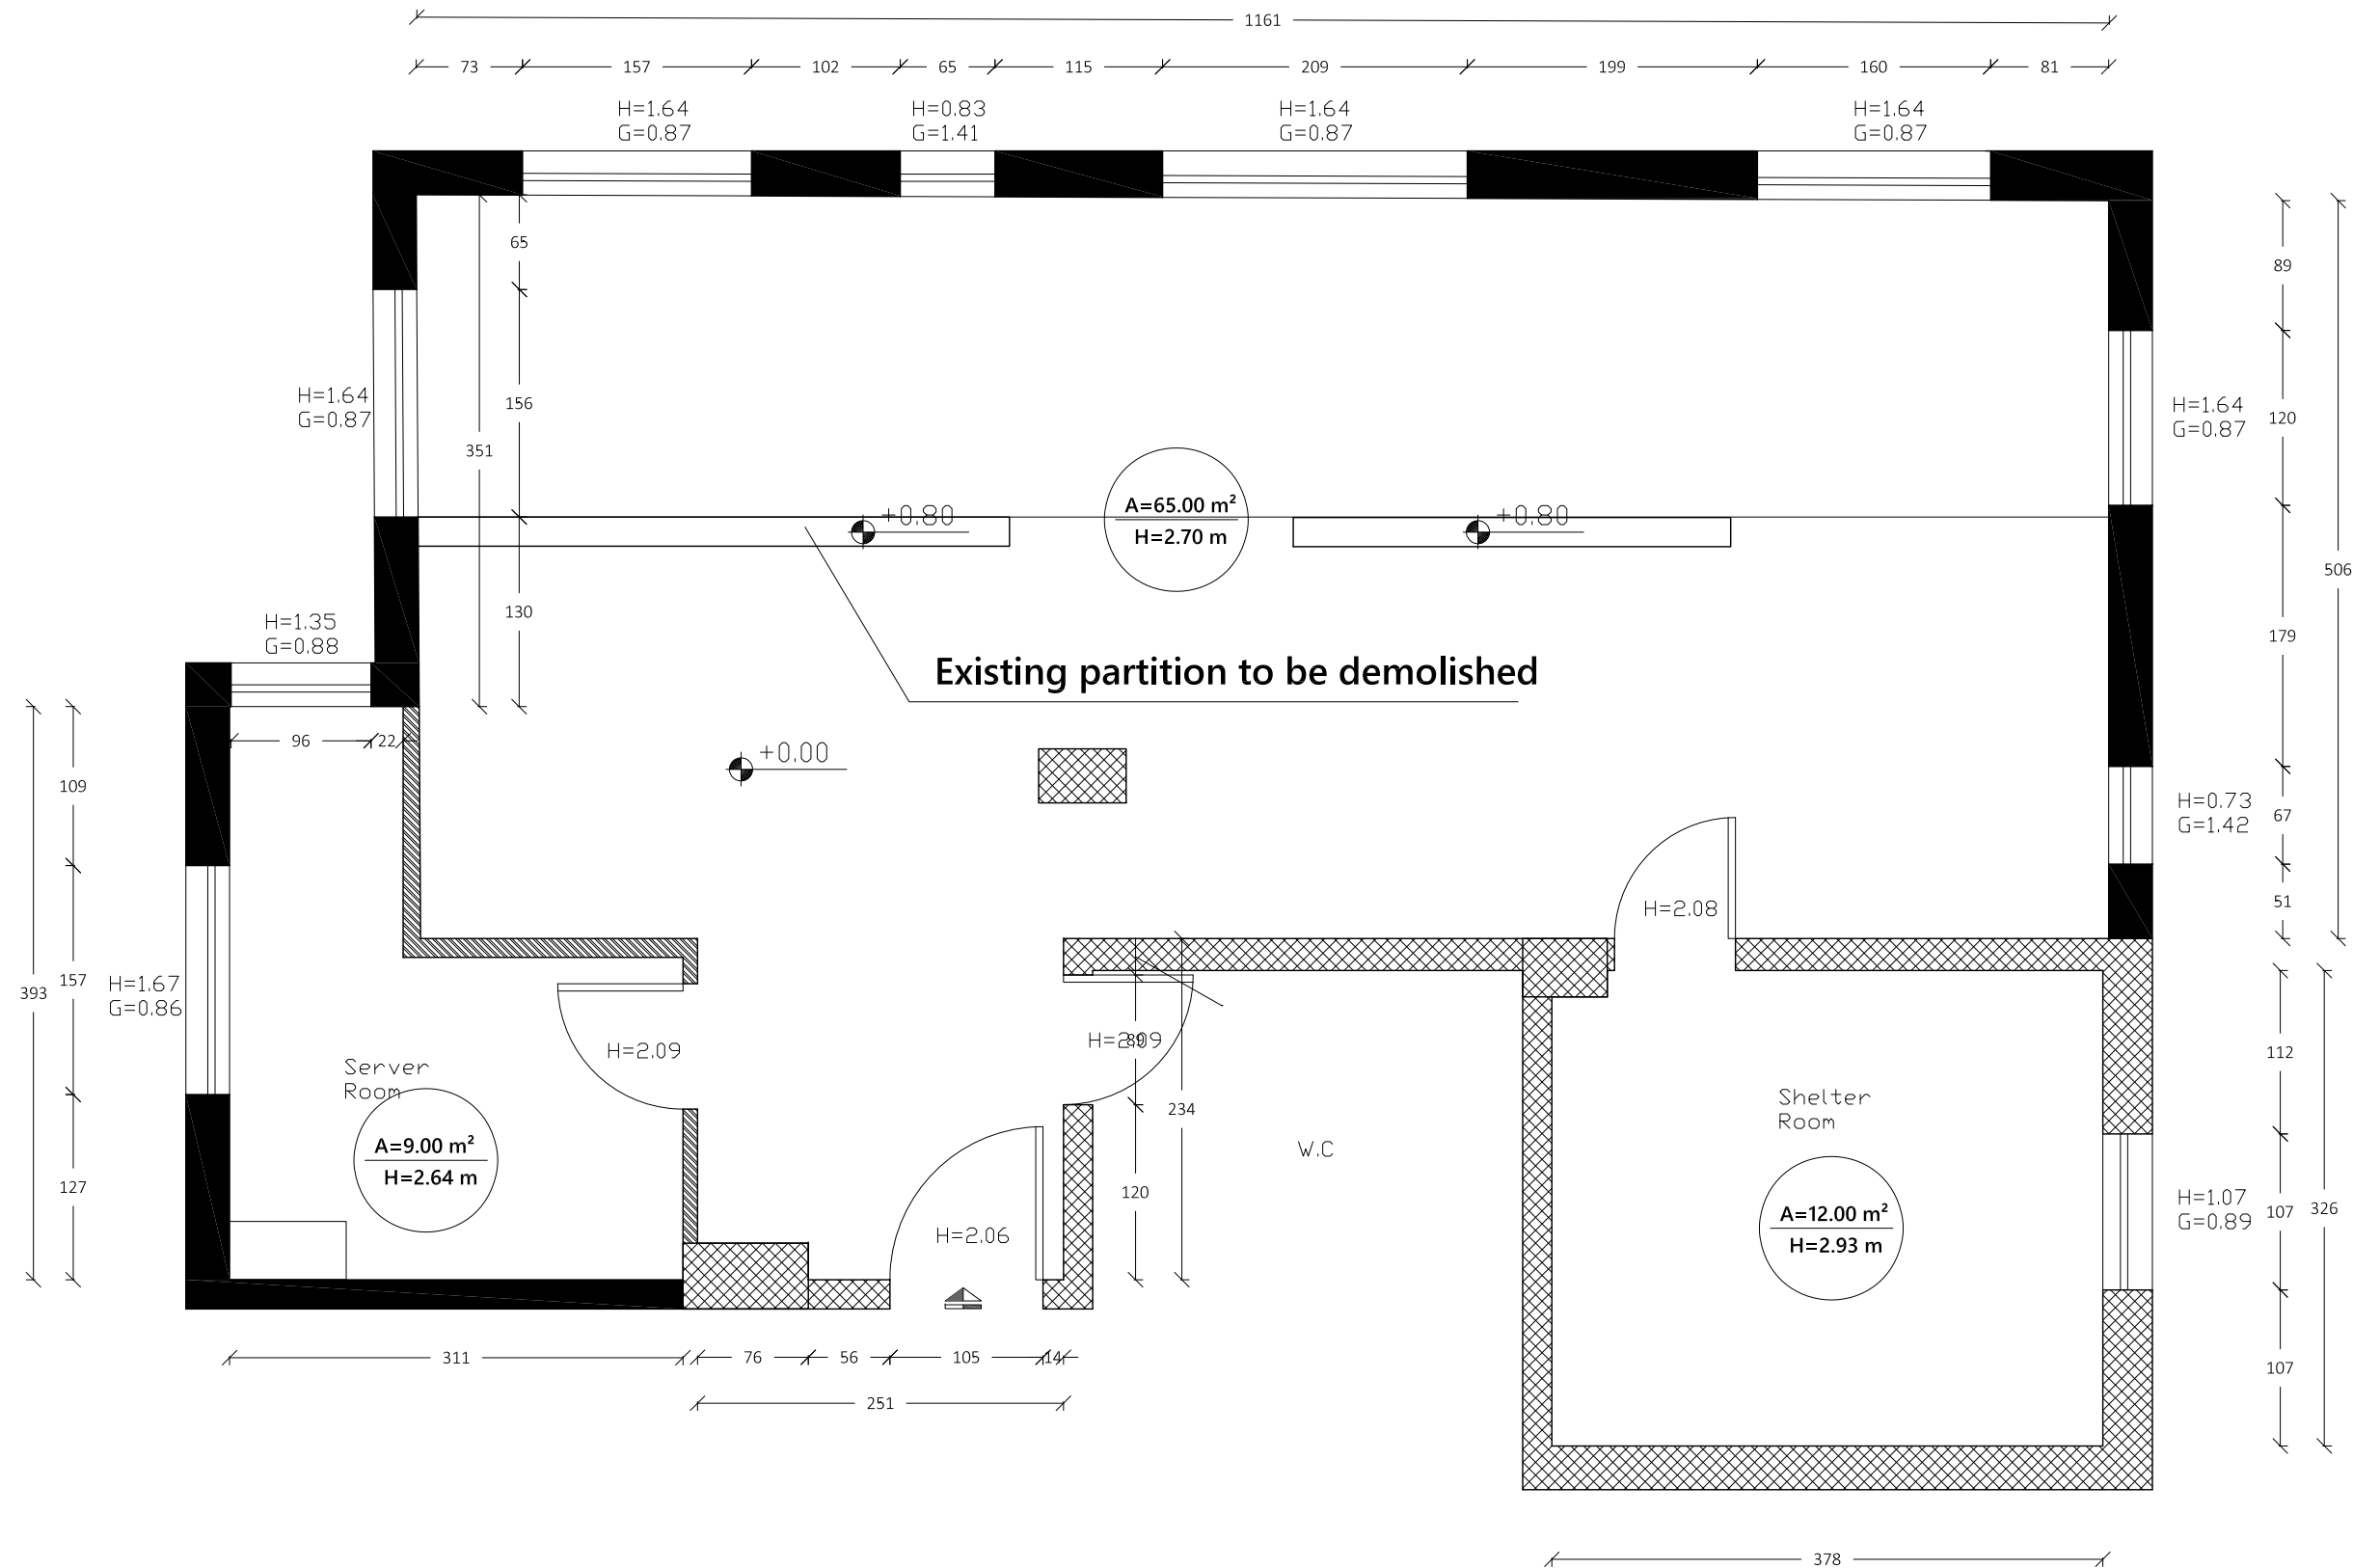 1161
73
157
102
65
115
209
199
160
81
H=1.64
G=0.87
H=0.83
G=1.41
H=1.64
G=0.87
H=1.64
G=0.87
65
89
H=1.64
G=0.87
156
H=1.64
G=0.87
120
351
+0.80
A=65.00 m²
H=2.70 m
+0.80
506
130
179
H=1.35
G=0.88
Existing partition to be demolished
96
22
+0.00
109
H=0.73
G=1.42
67
H=2.08
51
393
157
H=1.67
G=0.86
H=2.09
H=2.09
89
112
Server
Room
234
Shelter
Room
A=9.00 m²
H=2.64 m
W.C
127
120
H=2.06
A=12.00 m²
H=2.93 m
H=1.07
G=0.89
107
326
311
76
56
105
14
107
251
378